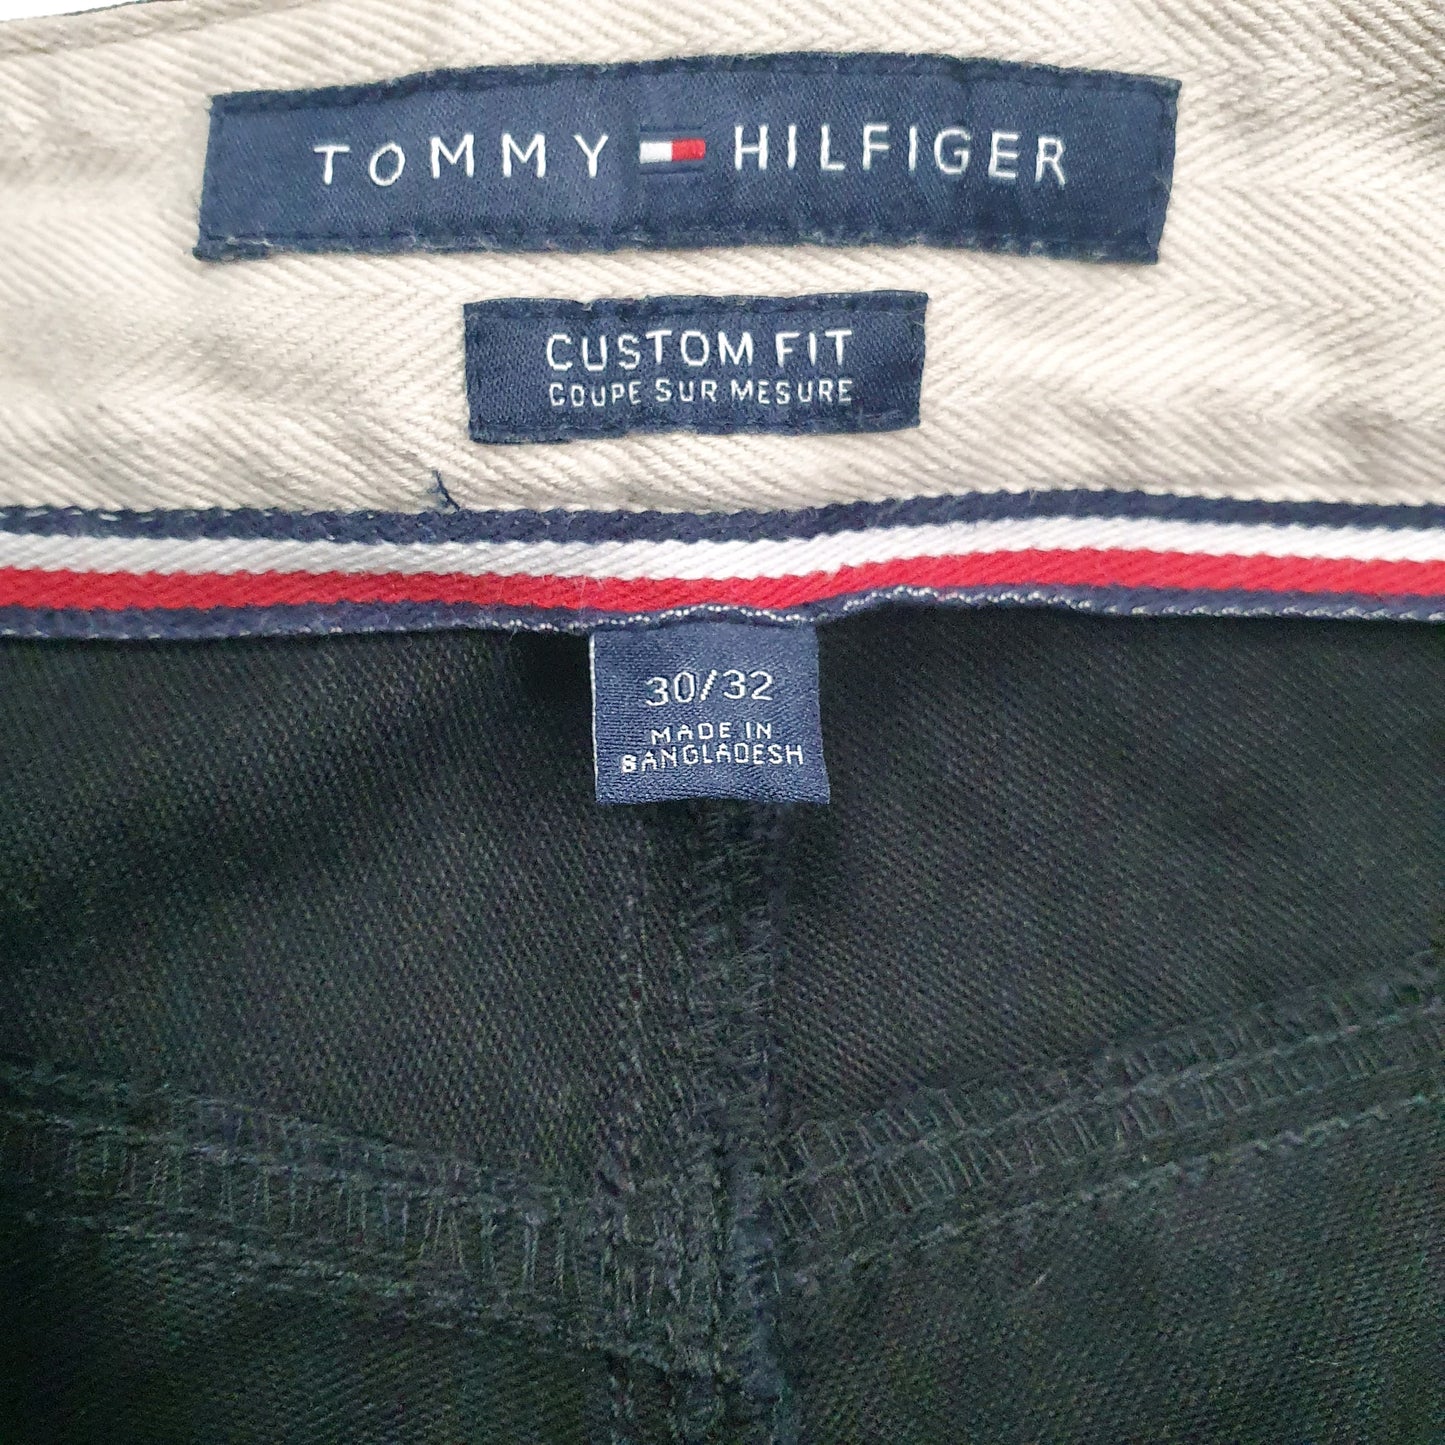 TOMMY HILFIGER
CUSTOM FIT
COUPE SUR MESURE
30/32
MADE IN
BANGLADESH